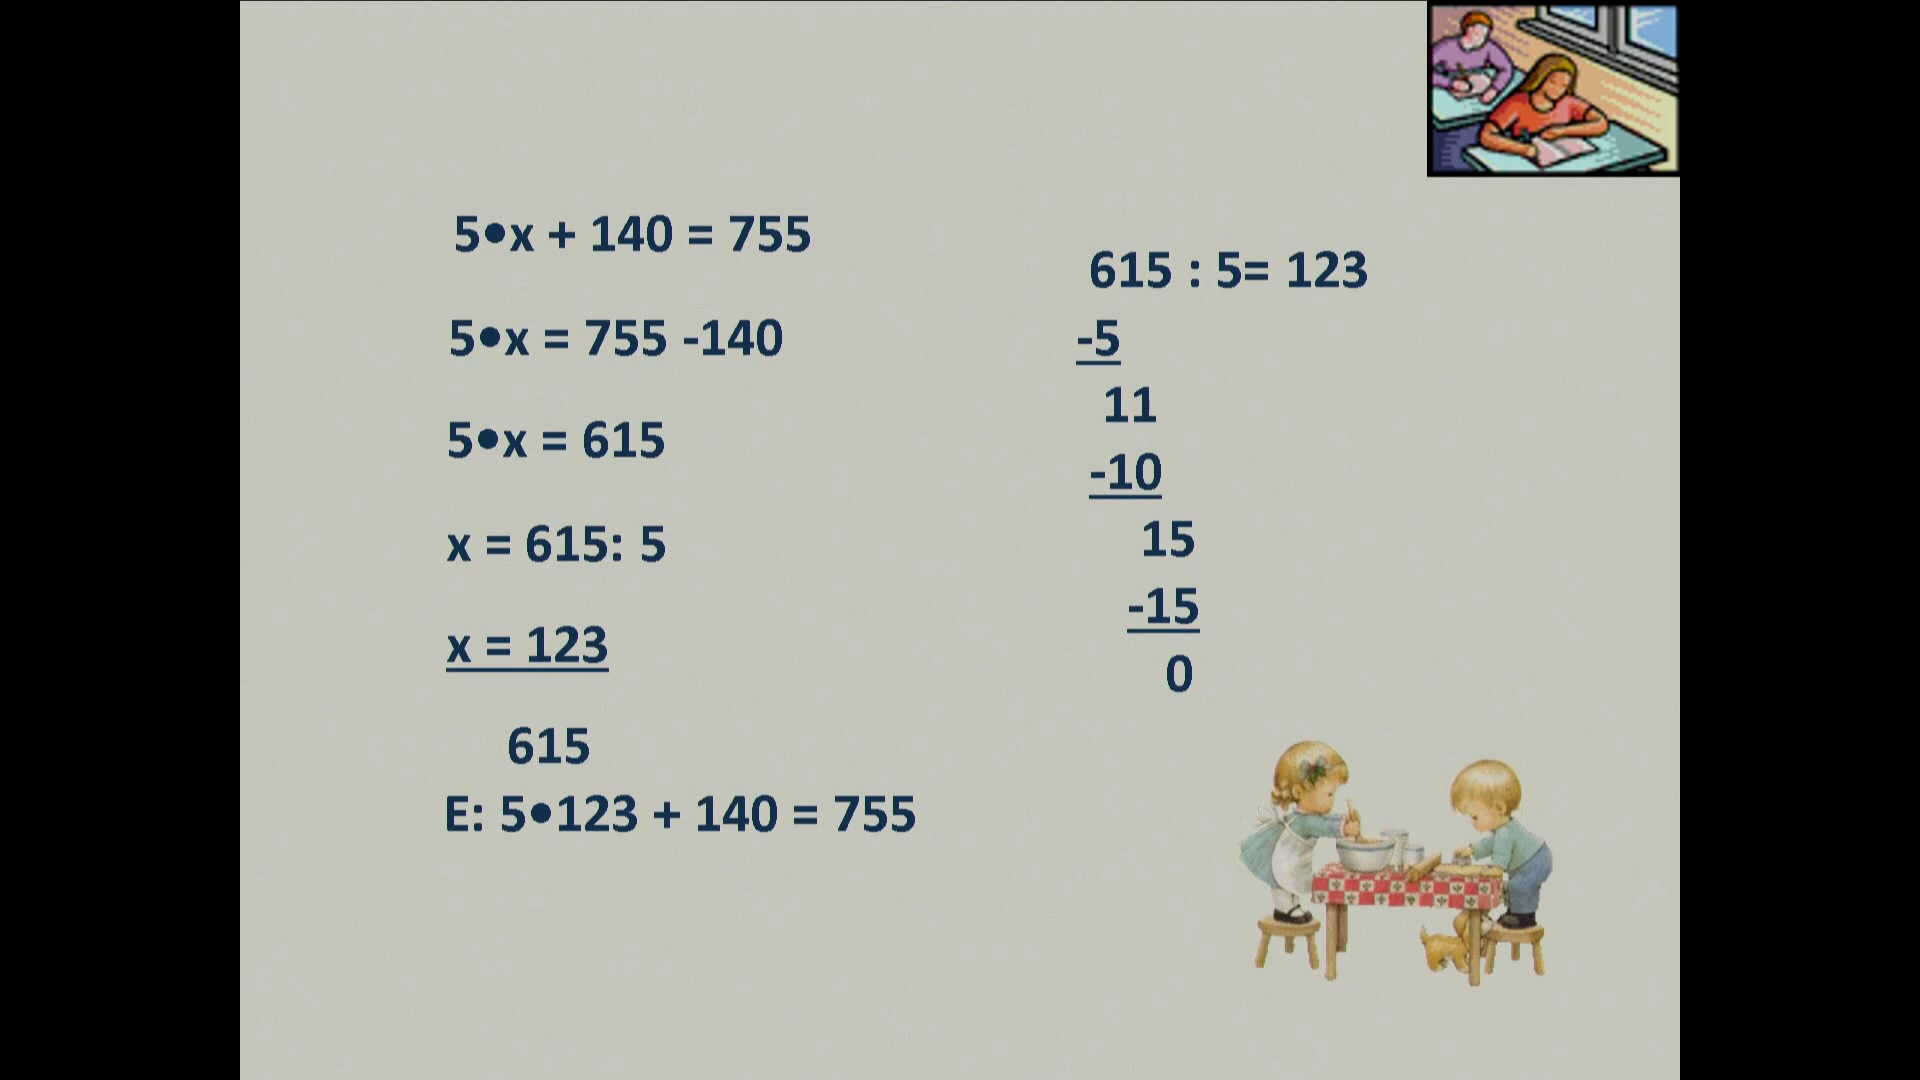 5•x + 140 = 755
5•x = 755 -140
5•x = 615
x = 615: 5
x = 123
615
E: 5•123 + 140 = 755
615 : 5= 123
-5
11
-10
15
-15
0